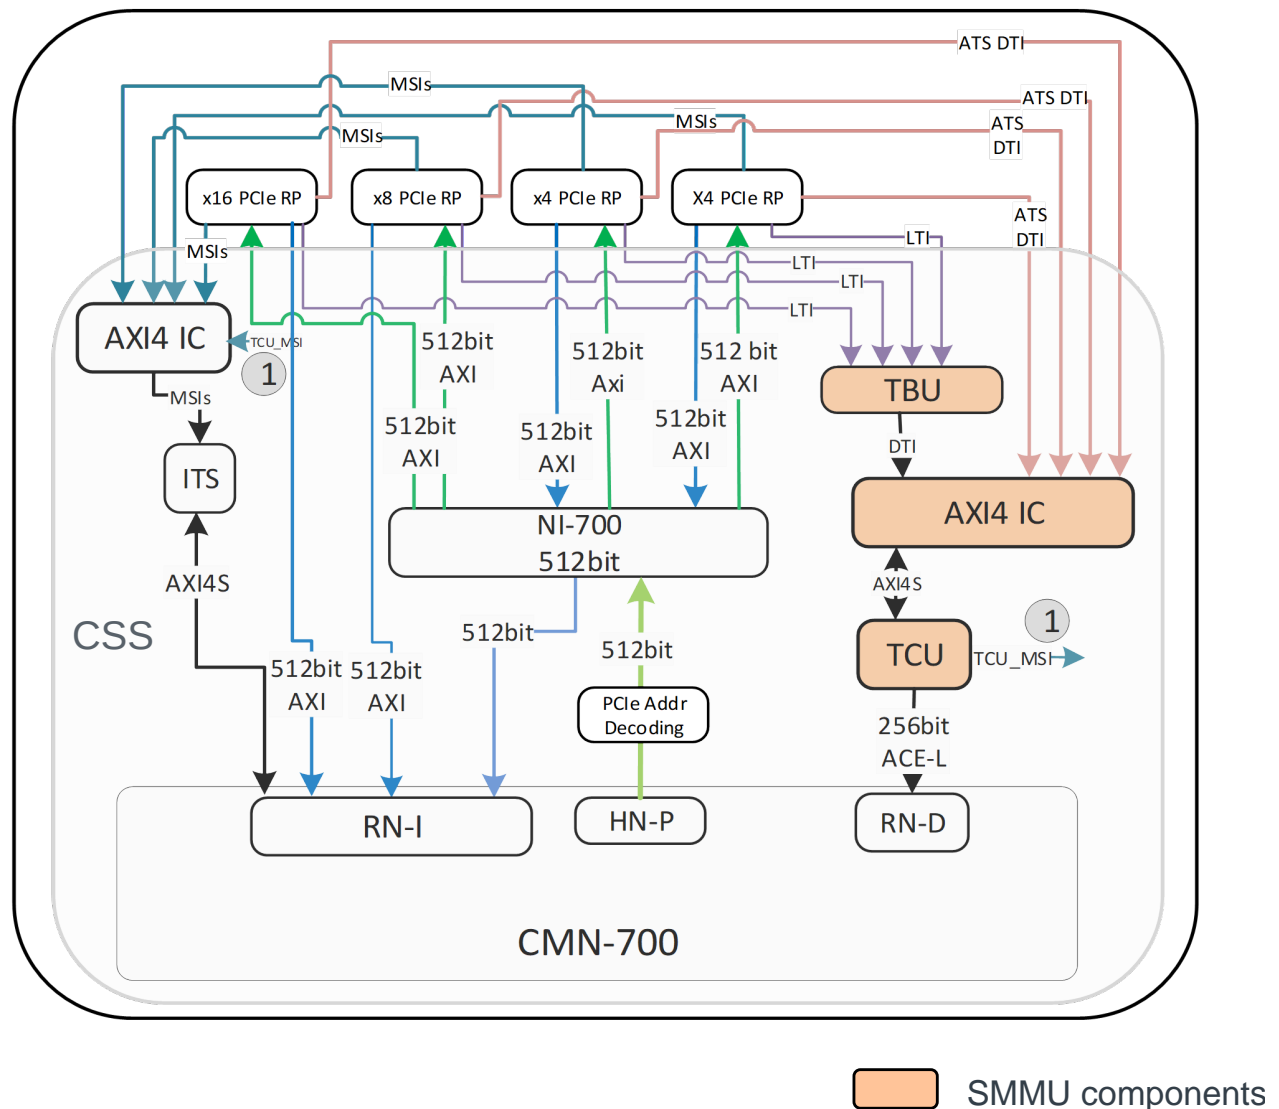 ATS DTI
MSIs
ATS DTI
MSIs
ATS
DTI
MSIs
x16 PCIe RP
x8 PCIe RP
x4 PCIe RP
X4 PCIe RP
ATS
DTI
LTI
MSIs
LTI
LTI
LTI
AXI4 IC
TCU_MSI
1
512bit
AXI
512bit
Axi
512 bit
AXI
TBU
MSIs
512bit
AXI
512bit
AXI
512bit
AXI
DTI
ITS
AXI4 IC
NI-700
512bit
AXI4S
AXI4S
CSS
512bit
512bit
1
TCU
TCU_MSI
512bit
AXI
512bit
AXI
PCIe Addr
Decoding
256bit
ACE-L
RN-I
HN-P
RN-D
CMN-700
SMMU components